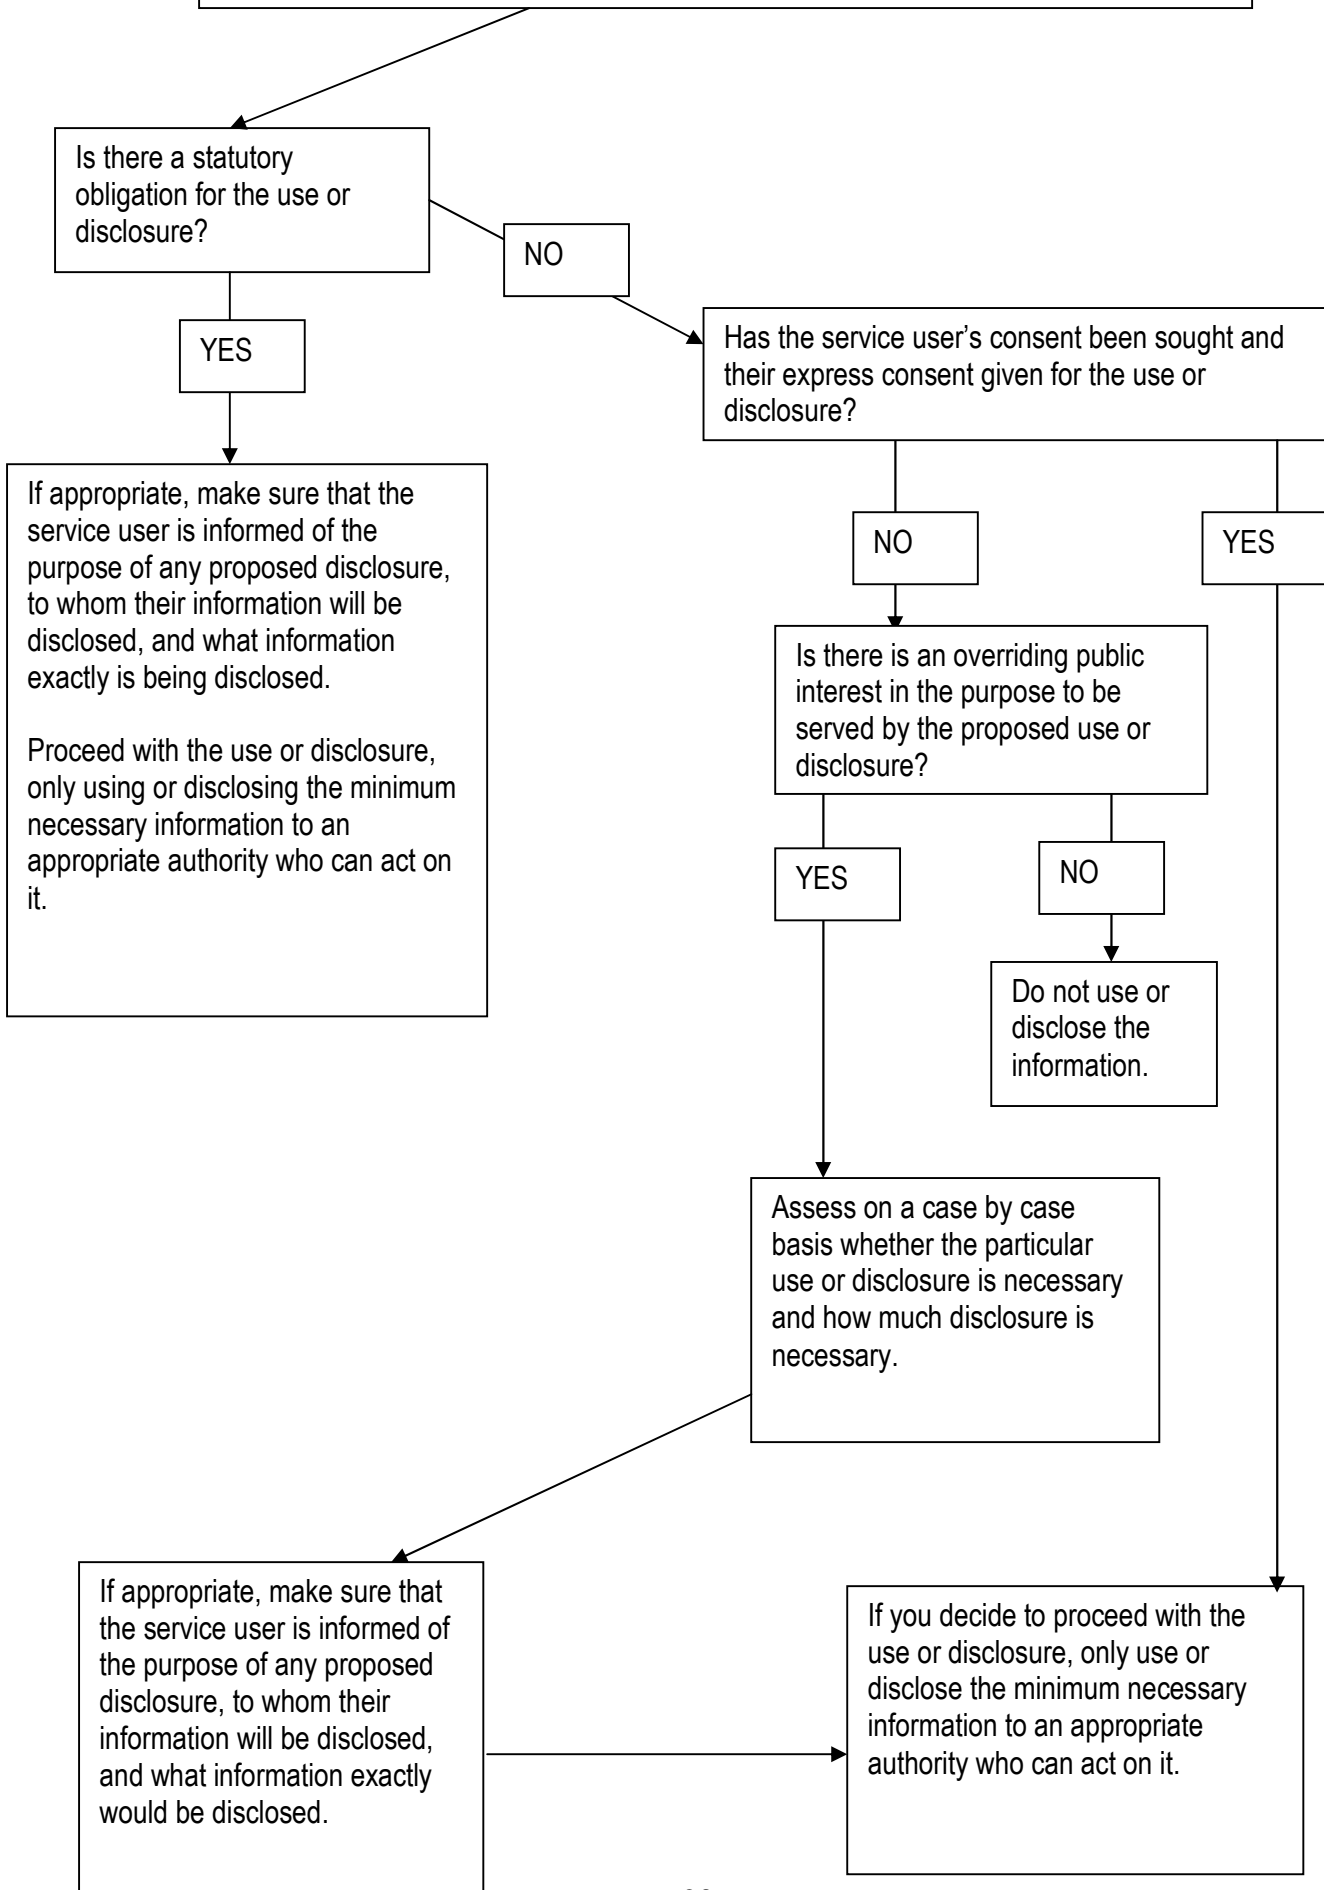 Is there a statutory
obligation for the use or
disclosure?
NO
YES
Has the service user’s consent been sought and
their express consent given for the use or
disclosure?
If appropriate, make sure that the
service user is informed of the
purpose of any proposed disclosure,
to whom their information will be
disclosed, and what information
exactly is being disclosed.
Proceed with the use or disclosure,
only using or disclosing the minimum
necessary information to an
appropriate authority who can act on
it.
NO
YES
Is there is an overriding public
interest in the purpose to be
served by the proposed use or
disclosure?
YES
NO
Do not use or
disclose the
information.
Assess on a case by case
basis whether the particular
use or disclosure is necessary
and how much disclosure is
necessary.
If appropriate, make sure that
the service user is informed of
the purpose of any proposed
disclosure, to whom their
information will be disclosed,
and what information exactly
would be disclosed.
If you decide to proceed with the
use or disclosure, only use or
disclose the minimum necessary
information to an appropriate
authority who can act on it.